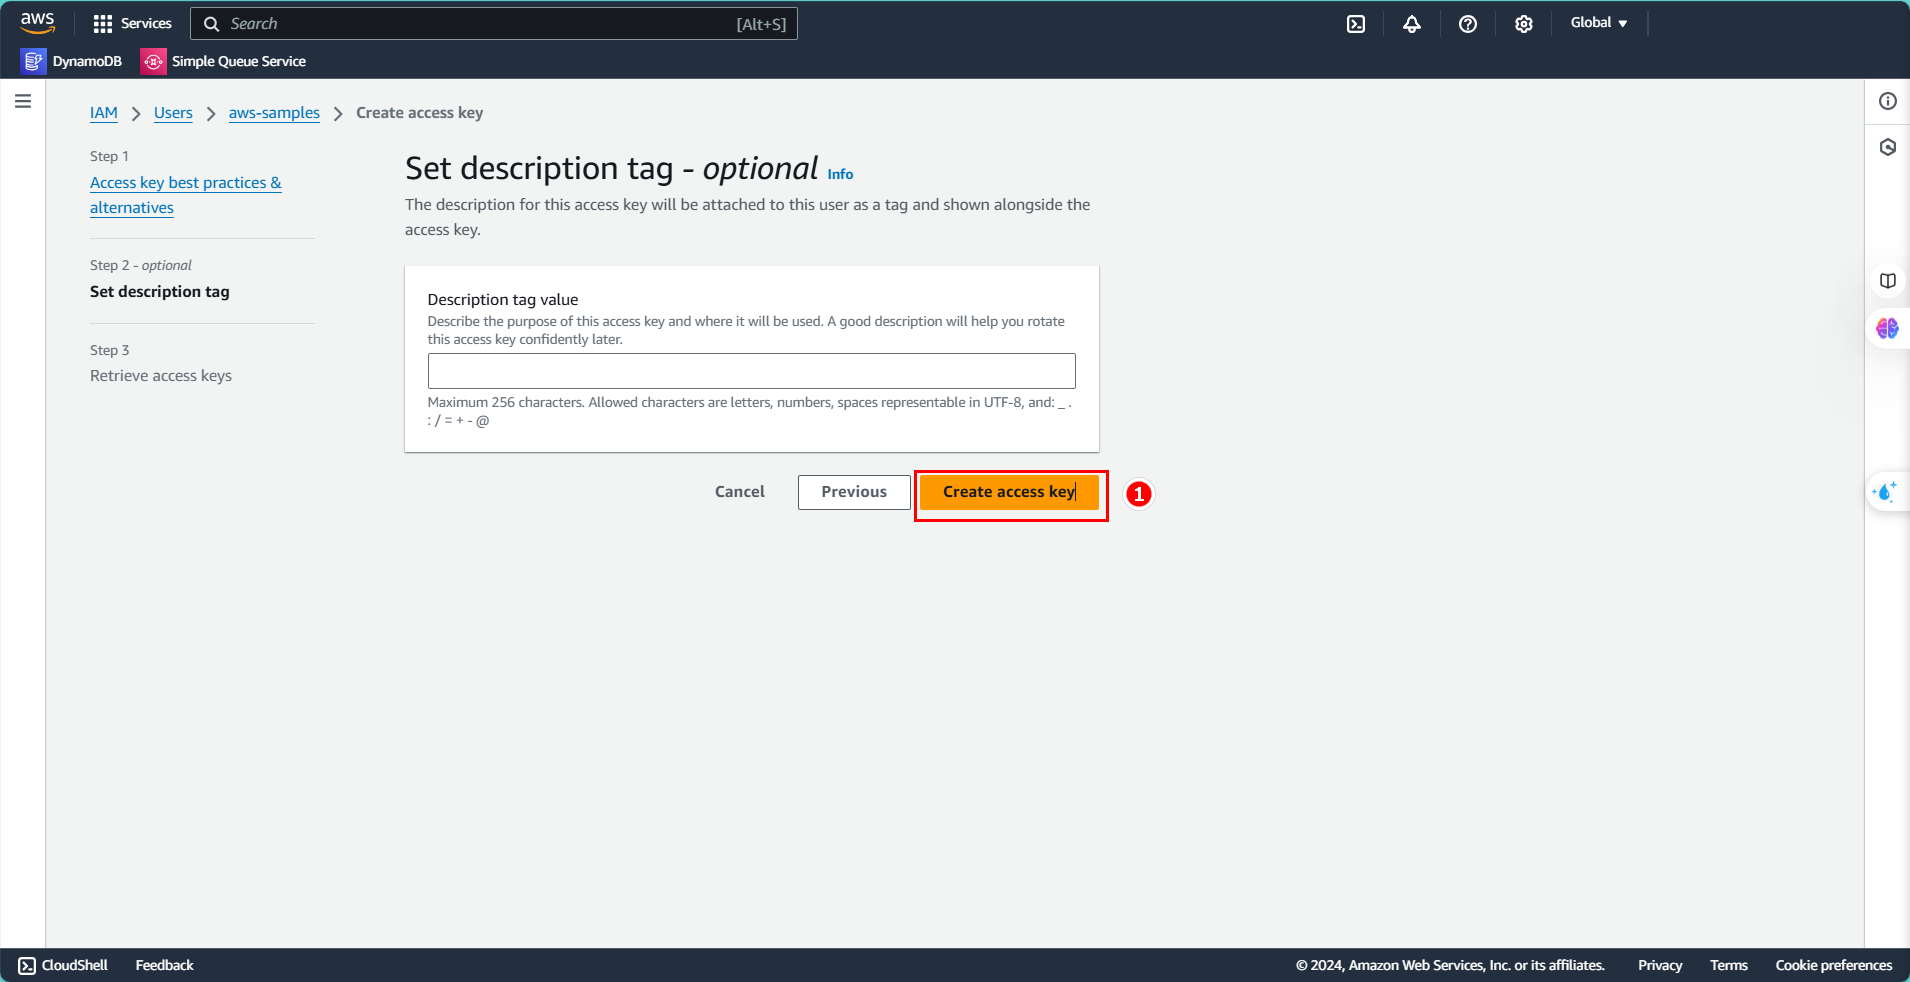 aws
Services
Search
[Alt+S]
Global
DynamoDB
Simple Queue Service
IAM > Users > aws-samples > Create access key
Step 1
Access key best practices &
alternatives
Step 2 - optional
Set description tag
Step 3
Retrieve access keys
Set description tag - optional Info
The description for this access key will be attached to this user as a tag and shown alongside the
access key.
Description tag value
Describe the purpose of this access key and where it will be used. A good description will help you rotate
this access key confidently later.
Maximum 256 characters. Allowed characters are letters, numbers, spaces representable in UTF-8, and: _ .
: / = + - @
Cancel
Previous
Create access key
1
CloudShell
Feedback
© 2024, Amazon Web Services, Inc. or its affiliates.
Privacy
Terms
Cookie preferences